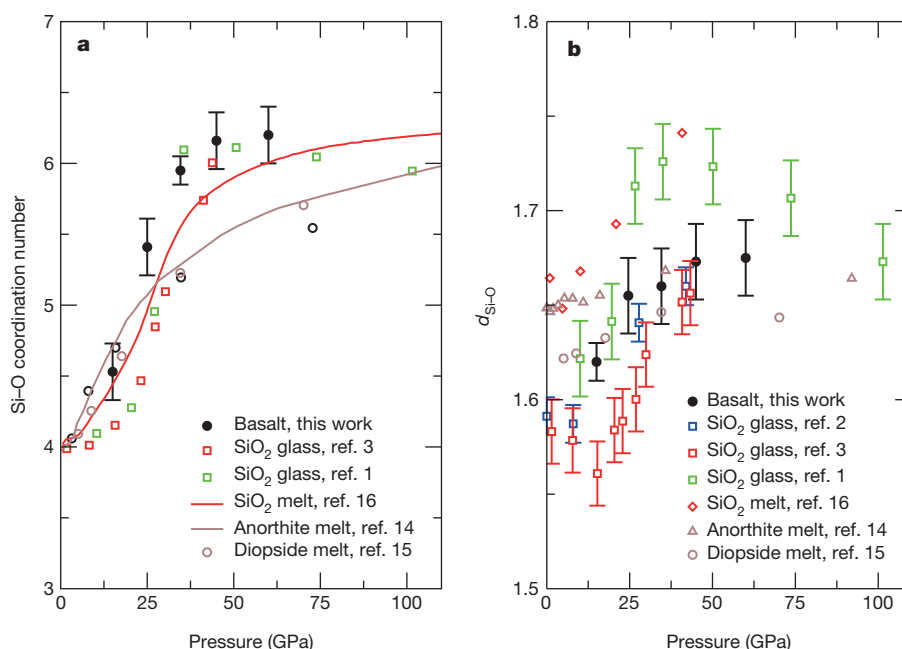 a
Si–O coordination number
7
6
5
4
3
Basalt, this work
SiO₂ glass, ref. 3
SiO₂ glass, ref. 1
SiO₂ melt, ref. 16
Anorthite melt, ref. 14
Diopside melt, ref. 15
0 25 50 75 100
Pressure (GPa)
b
dSi–O
1.8
1.7
1.6
1.5
Basalt, this work
SiO₂ glass, ref. 2
SiO₂ glass, ref. 3
SiO₂ glass, ref. 1
SiO₂ melt, ref. 16
Anorthite melt, ref. 14
Diopside melt, ref. 15
0 25 50 75 100
Pressure (GPa)